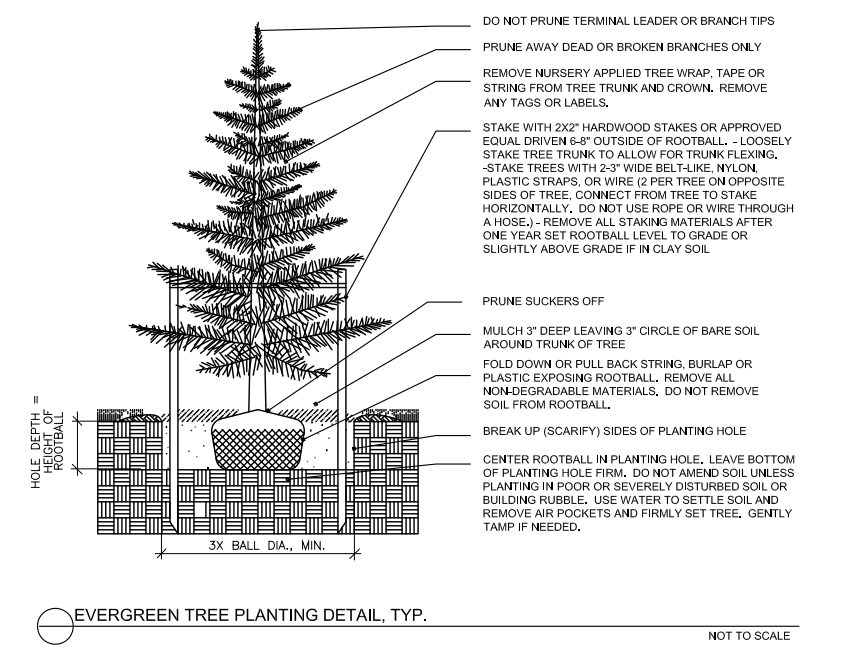 DO NOT PRUNE TERMINAL LEADER OR BRANCH TIPS
PRUNE AWAY DEAD OR BROKEN BRANCHES ONLY
REMOVE NURSERY APPLIED TREE WRAP, TAPE OR
STRING FROM TREE TRUNK AND CROWN. REMOVE
ANY TAGS OR LABELS.
STAKE WITH 2X2" HARDWOOD STAKES OR APPROVED
EQUAL DRIVEN 6-8" OUTSIDE OF ROOTBALL. - LOOSELY
STAKE TREE TRUNK TO ALLOW FOR TRUNK FLEXING.
-STAKE TREES WITH 2-3" WIDE BELT-LIKE, NYLON,
PLASTIC STRAPS, OR WIRE (2 PER TREE ON OPPOSITE
SIDES OF TREE, CONNECT FROM TREE TO STAKE
HORIZONTALLY. DO NOT USE ROPE OR WIRE THROUGH
A HOSE.) - REMOVE ALL STAKING MATERIALS AFTER
ONE YEAR SET ROOTBALL LEVEL TO GRADE OR
SLIGHTLY ABOVE GRADE IF IN CLAY SOIL
PRUNE SUCKERS OFF
MULCH 3" DEEP LEAVING 3" CIRCLE OF BARE SOIL
AROUND TRUNK OF TREE
FOLD DOWN OR PULL BACK STRING, BURLAP OR
PLASTIC EXPOSING ROOTBALL. REMOVE ALL
NON-DEGRADABLE MATERIALS. DO NOT REMOVE
SOIL FROM ROOTBALL.
BREAK UP (SCARIFY) SIDES OF PLANTING HOLE
CENTER ROOTBALL IN PLANTING HOLE. LEAVE BOTTOM
OF PLANTING HOLE FIRM. DO NOT AMEND SOIL UNLESS
PLANTING IN POOR OR SEVERELY DISTURBED SOIL OR
BUILDING RUBBLE. USE WATER TO SETTLE SOIL AND
REMOVE AIR POCKETS AND FIRMLY SET TREE. GENTLY
TAMP IF NEEDED.
HOLE DEPTH =
HEIGHT OF
ROOTBALL
3X BALL DIA., MIN.
EVERGREEN TREE PLANTING DETAIL, TYP.
NOT TO SCALE